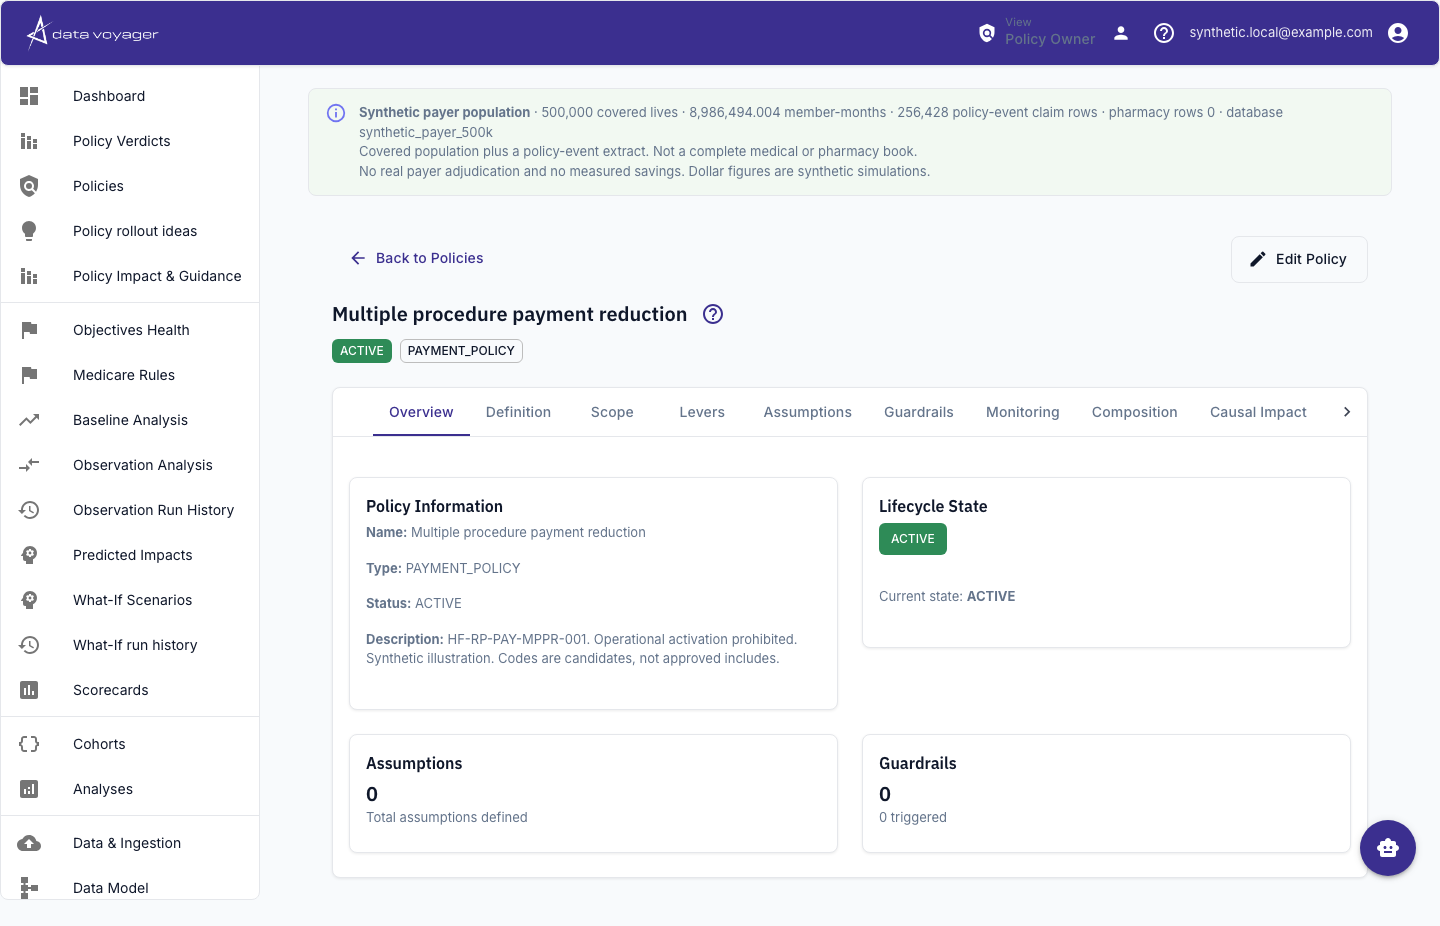 data voyager
View
Policy Owner
synthetic.local@example.com
Dashboard
Policy Verdicts
Policies
Policy rollout ideas
Policy Impact & Guidance
Objectives Health
Medicare Rules
Baseline Analysis
Observation Analysis
Observation Run History
Predicted Impacts
What-If Scenarios
What-If run history
Scorecards
Cohorts
Analyses
Data & Ingestion
Data Model
Synthetic payer population · 500,000 covered lives · 8,986,494.004 member-months · 256,428 policy-event claim rows · pharmacy rows 0 · database
synthetic_payer_500k
Covered population plus a policy-event extract. Not a complete medical or pharmacy book.
No real payer adjudication and no measured savings. Dollar figures are synthetic simulations.
Back to Policies
Edit Policy
Multiple procedure payment reduction
ACTIVE
PAYMENT_POLICY
Overview
Definition
Scope
Levers
Assumptions
Guardrails
Monitoring
Composition
Causal Impact
Policy Information
Name: Multiple procedure payment reduction
Type: PAYMENT_POLICY
Status: ACTIVE
Description: HF-RP-PAY-MPPR-001. Operational activation prohibited.
Synthetic illustration. Codes are candidates, not approved includes.
Lifecycle State
ACTIVE
Current state: ACTIVE
Assumptions
0
Total assumptions defined
Guardrails
0
0 triggered